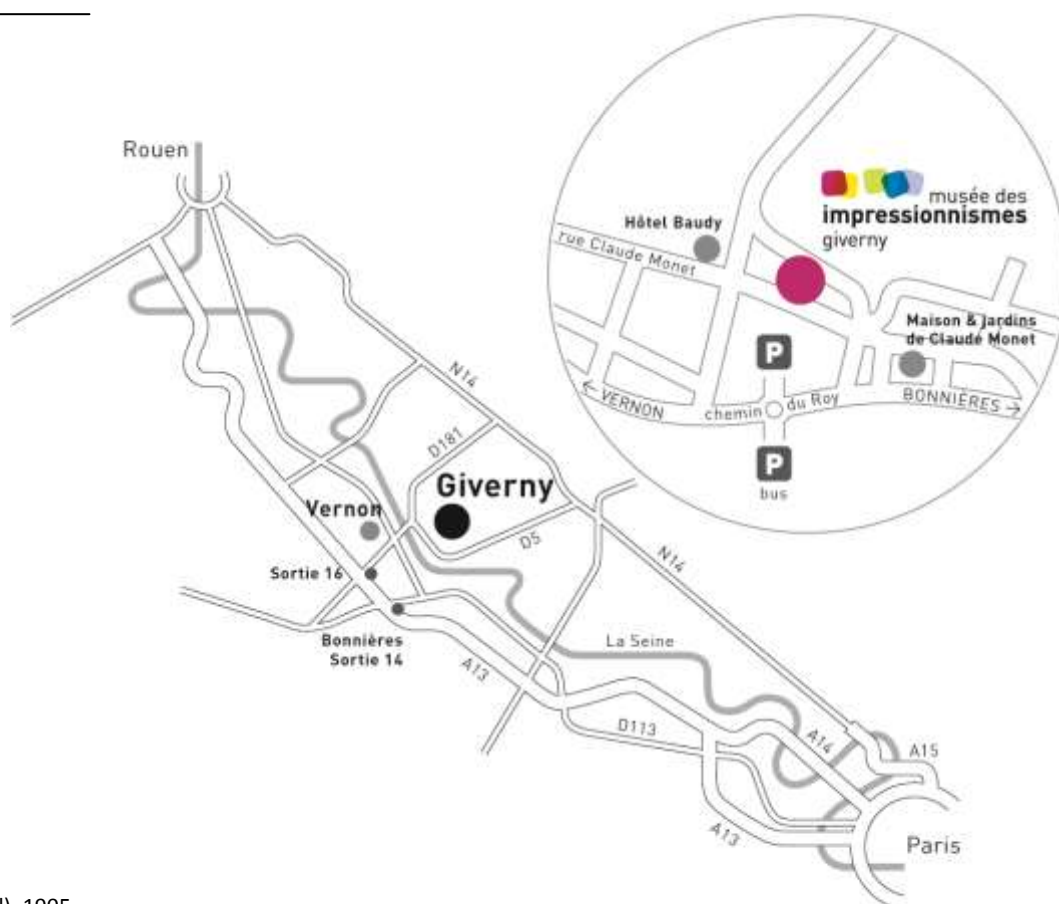 Rouen
N14
D181
Giverny
Vernon
D5
Sortie 16
N14
Bonnières
Sortie 14
La Seine
A13
D113
A14
A15
A13
Paris
musée des
impressionnismes
giverny
Hôtel Baudy
rue Claude Monet
Maison & jardins
de Claude Monet
P
← VERNON
chemin du Roy
BONNIÈRES →
P
bus
1905